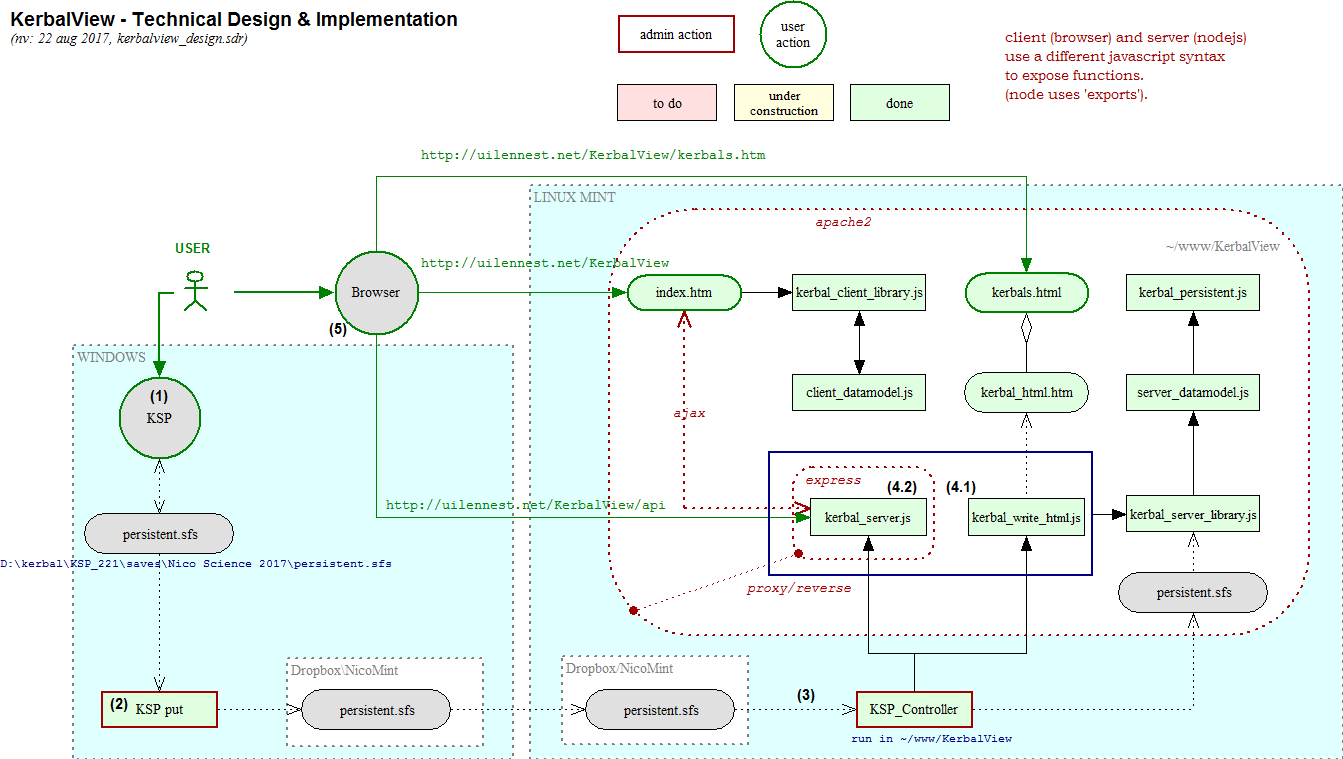 KerbalView - Technical Design & Implementation
(nv: 22 aug 2017, kerbalview_design.sdr)
admin action
user
action
client (browser) and server (nodejs)
use a different javascript syntax
to expose functions.
(node uses 'exports').
to do
under
construction
done
http://uilennest.net/KerbalView/kerbals.htm
LINUX MINT
apache2
~/www/KerbalView
USER
http://uilennest.net/KerbalView
Browser
index.htm
kerbal_client_library.js
kerbals.html
kerbal_persistent.js
(5)
WINDOWS
(1)
KSP
client_datamodel.js
kerbal_html.htm
server_datamodel.js
ajax
express
(4.2)
(4.1)
http://uilennest.net/KerbalView/api
kerbal_server.js
kerbal_write_html.js
kerbal_server_library.js
persistent.sfs
D:\kerbal\KSP_221\saves\Nico Science 2017\persistent.sfs
proxy/reverse
persistent.sfs
Dropbox\NicoMint
Dropbox/NicoMint
(2)
KSP put
persistent.sfs
persistent.sfs
(3)
KSP_Controller
run in ~/www/KerbalView